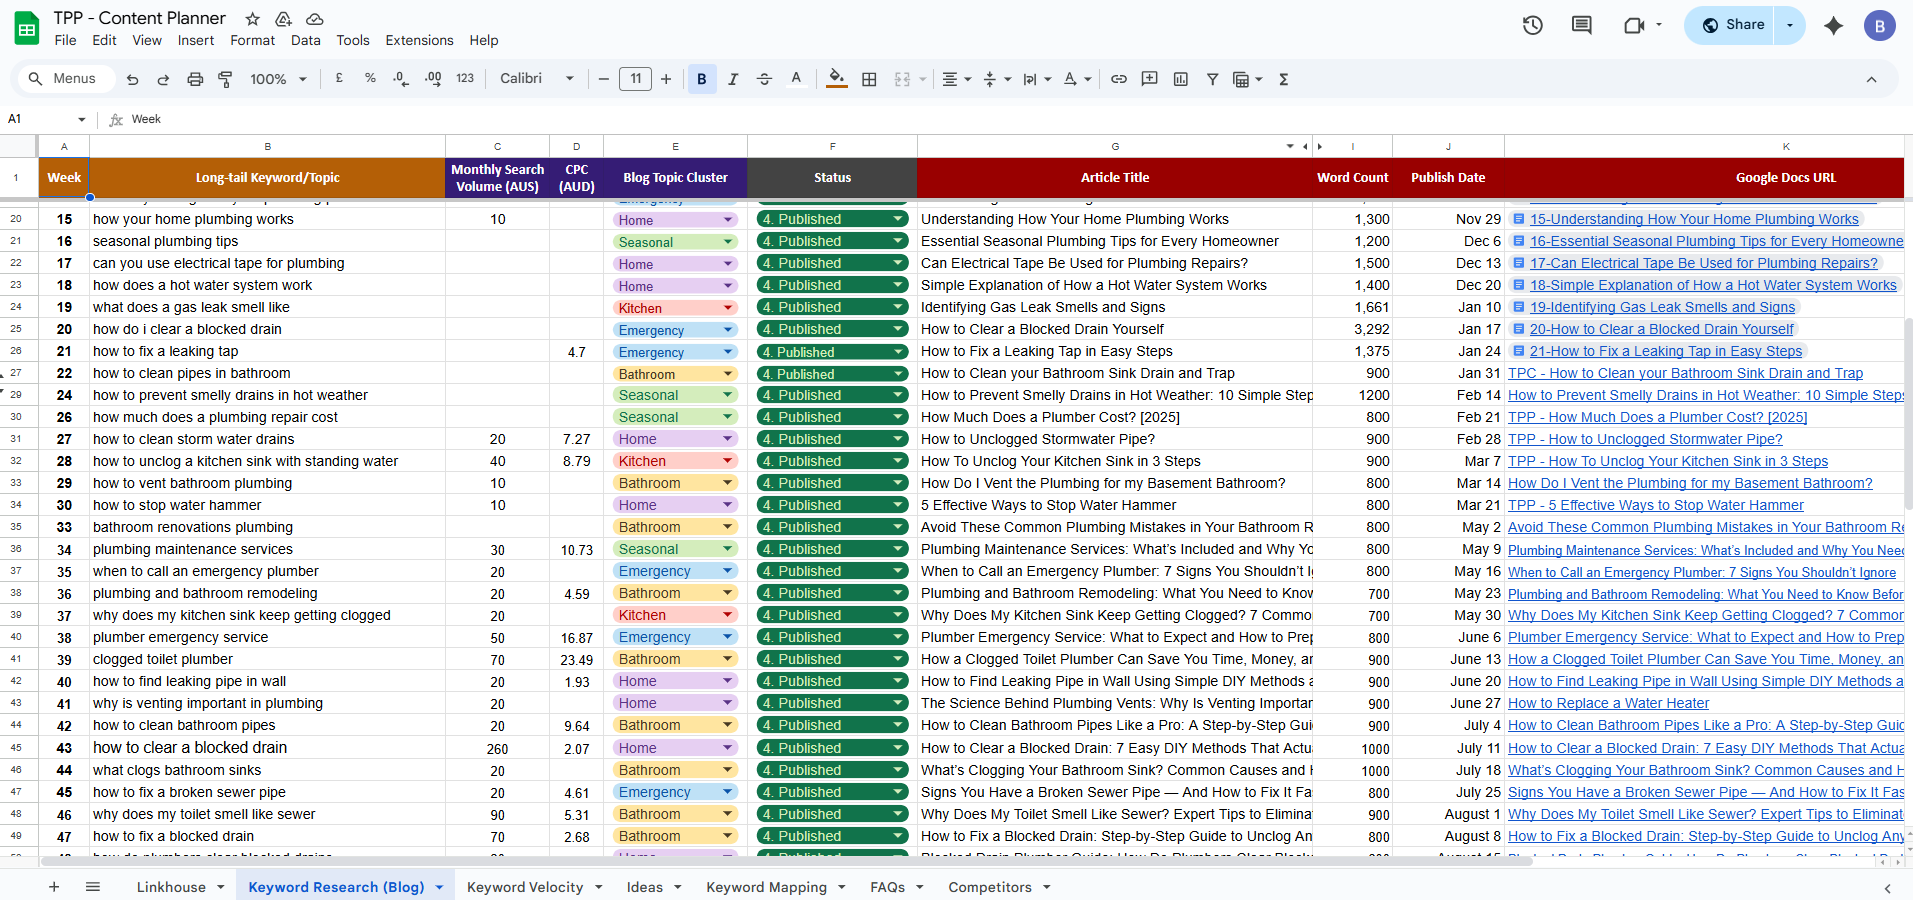 TPP - Content Planner
File Edit View Insert Format Data Tools Extensions Help
Share
B
Menus 100% £ % .0 .00 123 Calibri 11 B I A Σ
A1 fx Week
A B C D E F G I J K
1 Week Long-tail Keyword/Topic Monthly Search Volume (AUS) CPC (AUD) Blog Topic Cluster Status Article Title Word Count Publish Date Google Docs URL
20 15 how your home plumbing works 10 Home 4. Published Understanding How Your Home Plumbing Works 1,300 Nov 29 15-Understanding How Your Home Plumbing Works
21 16 seasonal plumbing tips Seasonal 4. Published Essential Seasonal Plumbing Tips for Every Homeowner 1,200 Dec 6 16-Essential Seasonal Plumbing Tips for Every Homeowne
22 17 can you use electrical tape for plumbing Home 4. Published Can Electrical Tape Be Used for Plumbing Repairs? 1,500 Dec 13 17-Can Electrical Tape Be Used for Plumbing Repairs?
23 18 how does a hot water system work Home 4. Published Simple Explanation of How a Hot Water System Works 1,400 Dec 20 18-Simple Explanation of How a Hot Water System Works
24 19 what does a gas leak smell like Kitchen 4. Published Identifying Gas Leak Smells and Signs 1,661 Jan 10 19-Identifying Gas Leak Smells and Signs
25 20 how do i clear a blocked drain Emergency 4. Published How to Clear a Blocked Drain Yourself 3,292 Jan 17 20-How to Clear a Blocked Drain Yourself
26 21 how to fix a leaking tap 4.7 Emergency 4. Published How to Fix a Leaking Tap in Easy Steps 1,375 Jan 24 21-How to Fix a Leaking Tap in Easy Steps
27 22 how to clean pipes in bathroom Bathroom 4. Published How to Clean your Bathroom Sink Drain and Trap 900 Jan 31 TPC - How to Clean your Bathroom Sink Drain and Trap
29 24 how to prevent smelly drains in hot weather Seasonal 4. Published How to Prevent Smelly Drains in Hot Weather: 10 Simple Step 1200 Feb 14 How to Prevent Smelly Drains in Hot Weather: 10 Simple Steps
30 26 how much does a plumbing repair cost Seasonal 4. Published How Much Does a Plumber Cost? [2025] 800 Feb 21 TPP - How Much Does a Plumber Cost? [2025]
31 27 how to clean storm water drains 20 7.27 Home 4. Published How to Unclogged Stormwater Pipe? 900 Feb 28 TPP - How to Unclogged Stormwater Pipe?
32 28 how to unclog a kitchen sink with standing water 40 8.79 Kitchen 4. Published How To Unclog Your Kitchen Sink in 3 Steps 900 Mar 7 TPP - How To Unclog Your Kitchen Sink in 3 Steps
33 29 how to vent bathroom plumbing 10 Bathroom 4. Published How Do I Vent the Plumbing for my Basement Bathroom? 800 Mar 14 How Do I Vent the Plumbing for my Basement Bathroom?
34 30 how to stop water hammer 10 Home 4. Published 5 Effective Ways to Stop Water Hammer 800 Mar 21 TPP - 5 Effective Ways to Stop Water Hammer
35 33 bathroom renovations plumbing Bathroom 4. Published Avoid These Common Plumbing Mistakes in Your Bathroom R 800 May 2 Avoid These Common Plumbing Mistakes in Your Bathroom Re
36 34 plumbing maintenance services 30 10.73 Seasonal 4. Published Plumbing Maintenance Services: What's Included and Why Yo 800 May 9 Plumbing Maintenance Services: What's Included and Why You Need
37 35 when to call an emergency plumber 20 Emergency 4. Published When to Call an Emergency Plumber: 7 Signs You Shouldn't Ig 800 May 16 When to Call an Emergency Plumber: 7 Signs You Shouldn't Ignore
38 36 plumbing and bathroom remodeling 20 4.59 Bathroom 4. Published Plumbing and Bathroom Remodeling: What You Need to Know 700 May 23 Plumbing and Bathroom Remodeling: What You Need to Know Befor
39 37 why does my kitchen sink keep getting clogged 20 Kitchen 4. Published Why Does My Kitchen Sink Keep Getting Clogged? 7 Commo 700 May 30 Why Does My Kitchen Sink Keep Getting Clogged? 7 Common
40 38 plumber emergency service 50 16.87 Emergency 4. Published Plumber Emergency Service: What to Expect and How to Prep 800 June 6 Plumber Emergency Service: What to Expect and How to Prep
41 39 clogged toilet plumber 70 23.49 Bathroom 4. Published How a Clogged Toilet Plumber Can Save You Time, Money, an 900 June 13 How a Clogged Toilet Plumber Can Save You Time, Money, an
42 40 how to find leaking pipe in wall 20 1.93 Home 4. Published How to Find Leaking Pipe in Wall Using Simple DIY Methods a 900 June 20 How to Find Leaking Pipe in Wall Using Simple DIY Methods a
43 41 why is venting important in plumbing 20 Home 4. Published The Science Behind Plumbing Vents: Why Is Venting Importan 900 June 27 How to Replace a Water Heater
44 42 how to clean bathroom pipes 20 9.64 Bathroom 4. Published How to Clean Bathroom Pipes Like a Pro: A Step-by-Step Gui 900 July 4 How to Clean Bathroom Pipes Like a Pro: A Step-by-Step Guid
45 43 how to clear a blocked drain 260 2.07 Home 4. Published How to Clear a Blocked Drain: 7 Easy DIY Methods That Actu 1000 July 11 How to Clear a Blocked Drain: 7 Easy DIY Methods That Actua
46 44 what clogs bathroom sinks 20 Bathroom 4. Published What's Clogging Your Bathroom Sink? Common Causes and H 1000 July 18 What's Clogging Your Bathroom Sink? Common Causes and H
47 45 how to fix a broken sewer pipe 20 4.61 Emergency 4. Published Signs You Have a Broken Sewer Pipe — And How to Fix It Fa 800 July 25 Signs You Have a Broken Sewer Pipe — And How to Fix It Fas
48 46 why does my toilet smell like sewer 90 5.31 Bathroom 4. Published Why Does My Toilet Smell Like Sewer? Expert Tips to Elimina 900 August 1 Why Does My Toilet Smell Like Sewer? Expert Tips to Eliminat
49 47 how to fix a blocked drain 70 2.68 Bathroom 4. Published How to Fix a Blocked Drain: Step-by-Step Guide to Unclog An 800 August 8 How to Fix a Blocked Drain: Step-by-Step Guide to Unclog Any
Linkhouse Keyword Research (Blog) Keyword Velocity Ideas Keyword Mapping FAQs Competitors